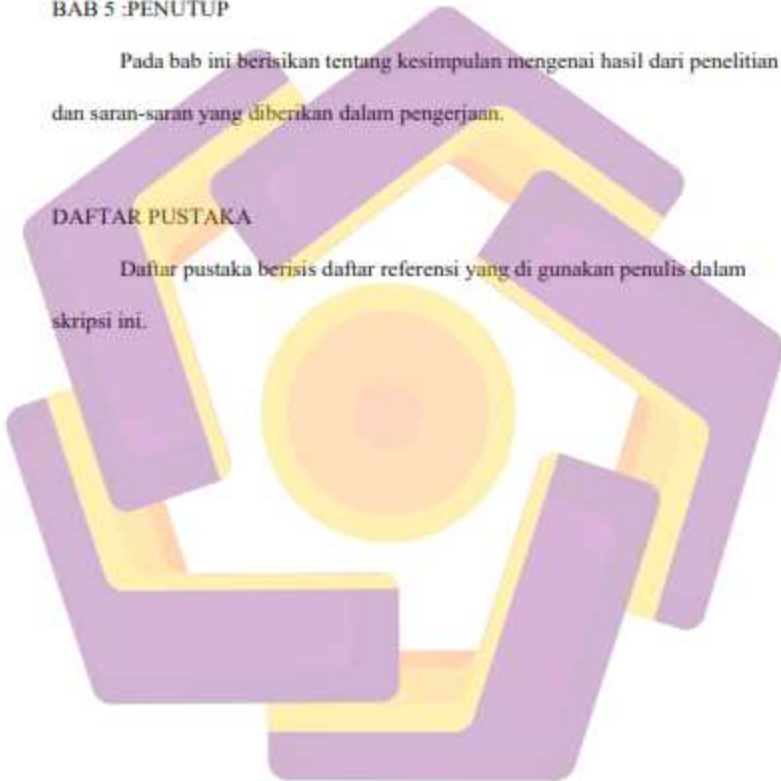 BAB 5 :PENUTUP
Pada bab ini berisikan tentang kesimpulan mengenai hasil dari penelitian
dan saran-saran yang diberikan dalam pengerjaan.
DAFTAR PUSTAKA
Daftar pustaka berisis daftar referensi yang di gunakan penulis dalam
skripsi ini.